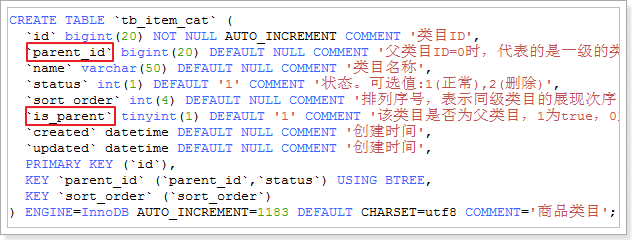 CREATE TABLE `tb_item_cat` (
`id` bigint(20) NOT NULL AUTO_INCREMENT COMMENT '类目ID',
`parent_id` bigint(20) DEFAULT NULL COMMENT '父类目ID=0时，代表的是一级的类
`name` varchar(50) DEFAULT NULL COMMENT '类目名称',
`status` int(1) DEFAULT '1' COMMENT '状态。可选值:1(正常),2(删除)',
`sort_order` int(4) DEFAULT NULL COMMENT '排列序号，表示同级类目的展现次序
`is_parent` tinyint(1) DEFAULT '1' COMMENT '该类目是否为父类目，1为true，0
`created` datetime DEFAULT NULL COMMENT '创建时间',
`updated` datetime DEFAULT NULL COMMENT '创建时间',
PRIMARY KEY (`id`),
KEY `parent_id` (`parent_id`,`status`) USING BTREE,
KEY `sort_order` (`sort_order`)
) ENGINE=InnoDB AUTO_INCREMENT=1183 DEFAULT CHARSET=utf8 COMMENT='商品类目';